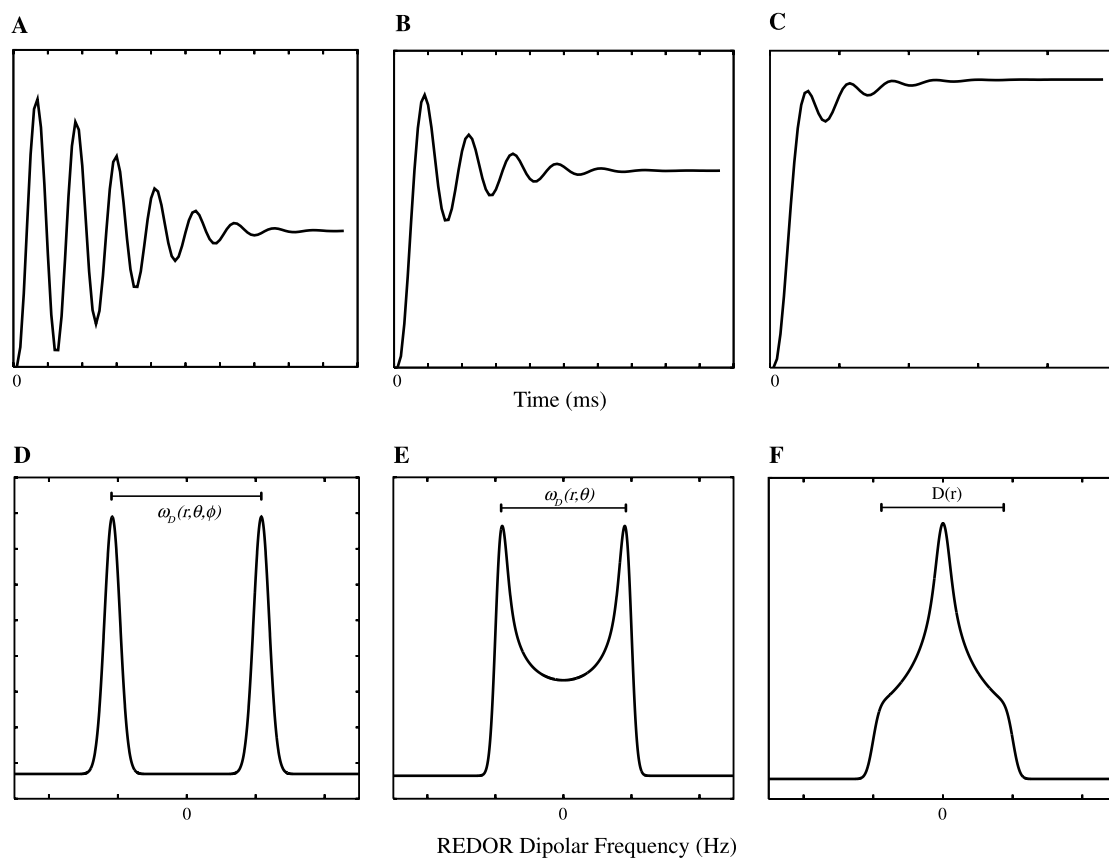 A
B
C
0
0
0
Time (ms)
D
E
F
ω_D(r,θ,ϕ)
ω_D(r,θ)
D(r)
0
0
0
REDOR Dipolar Frequency (Hz)